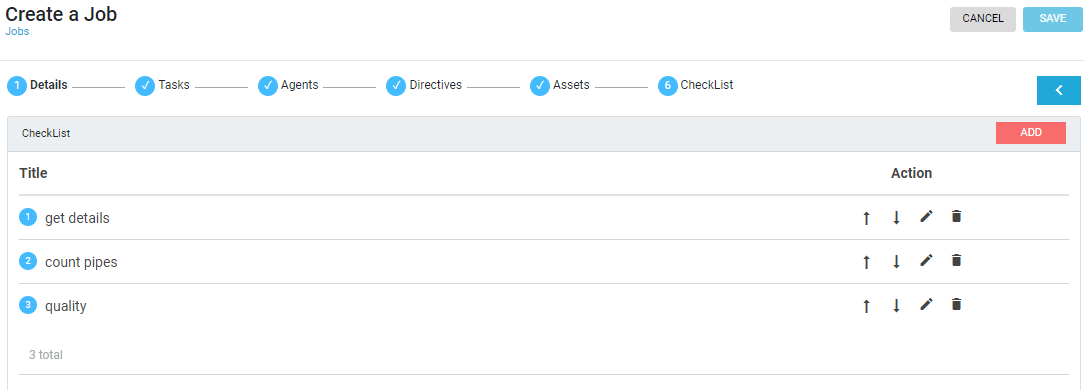 Create a Job
Jobs
CANCEL SAVE
1 Details Tasks Agents Directives Assets 6 CheckList
CheckList ADD
Title Action
1 get details
2 count pipes
3 quality
3 total